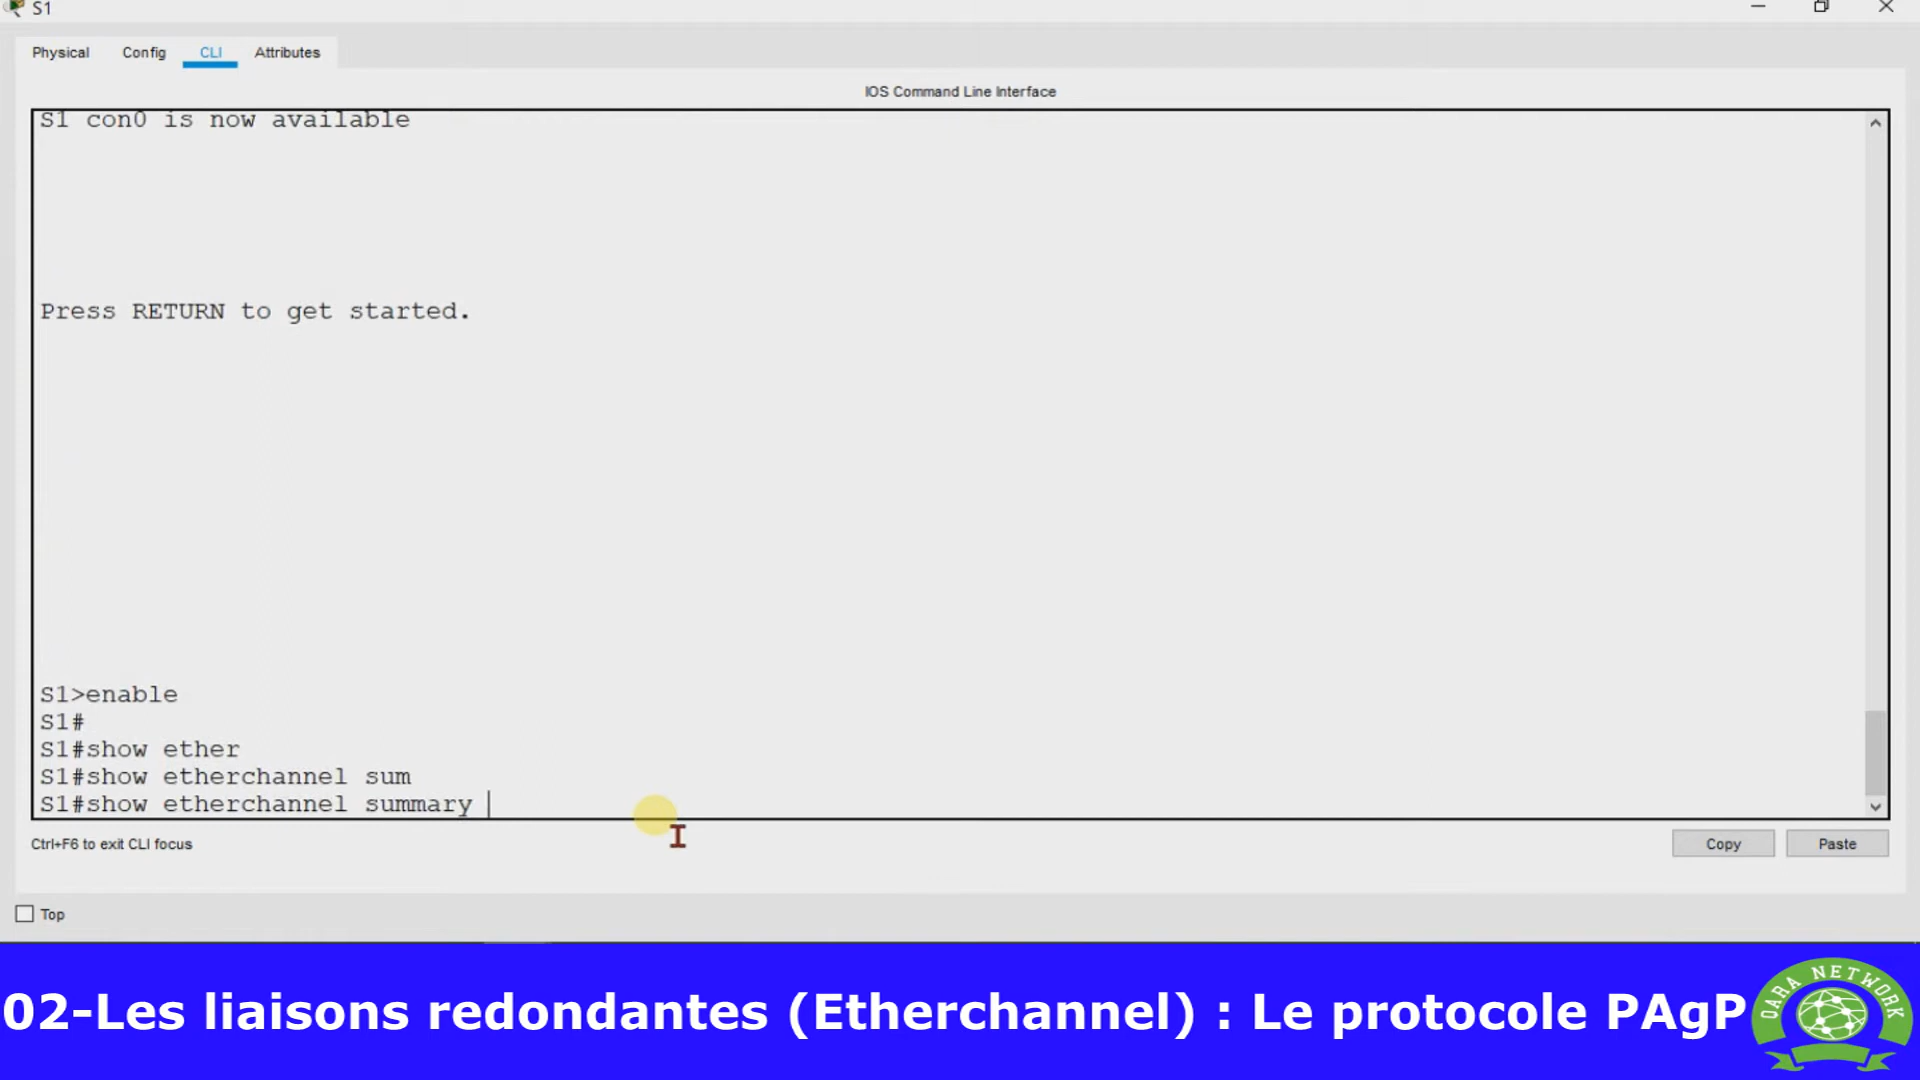 S1
Physical Config CLI Attributes
IOS Command Line Interface
S1 con0 is now available
Press RETURN to get started.
S1>enable
S1#
S1#show ether
S1#show etherchannel sum
S1#show etherchannel summary
Ctrl+F6 to exit CLI focus
Copy Paste
Top
02-Les liaisons redondantes (Etherchannel) : Le protocole PAgP
QARA NETWORK